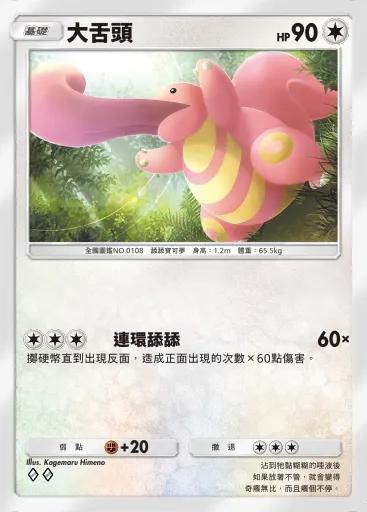 基礎 大舌頭 HP 90
全國圖鑑NO.0108 舔舔寶可夢 身高:1.2m 體重:65.5kg
連環舔舔 60×
擲硬幣直到出現反面,造成正面出現的次數×60點傷害。
弱點 +20 撤退
Illus. Kagemaru Himeno
沾到牠黏糊糊的唾液後
如果放著不管,就會變得
奇癢無比,而且癢個不停。